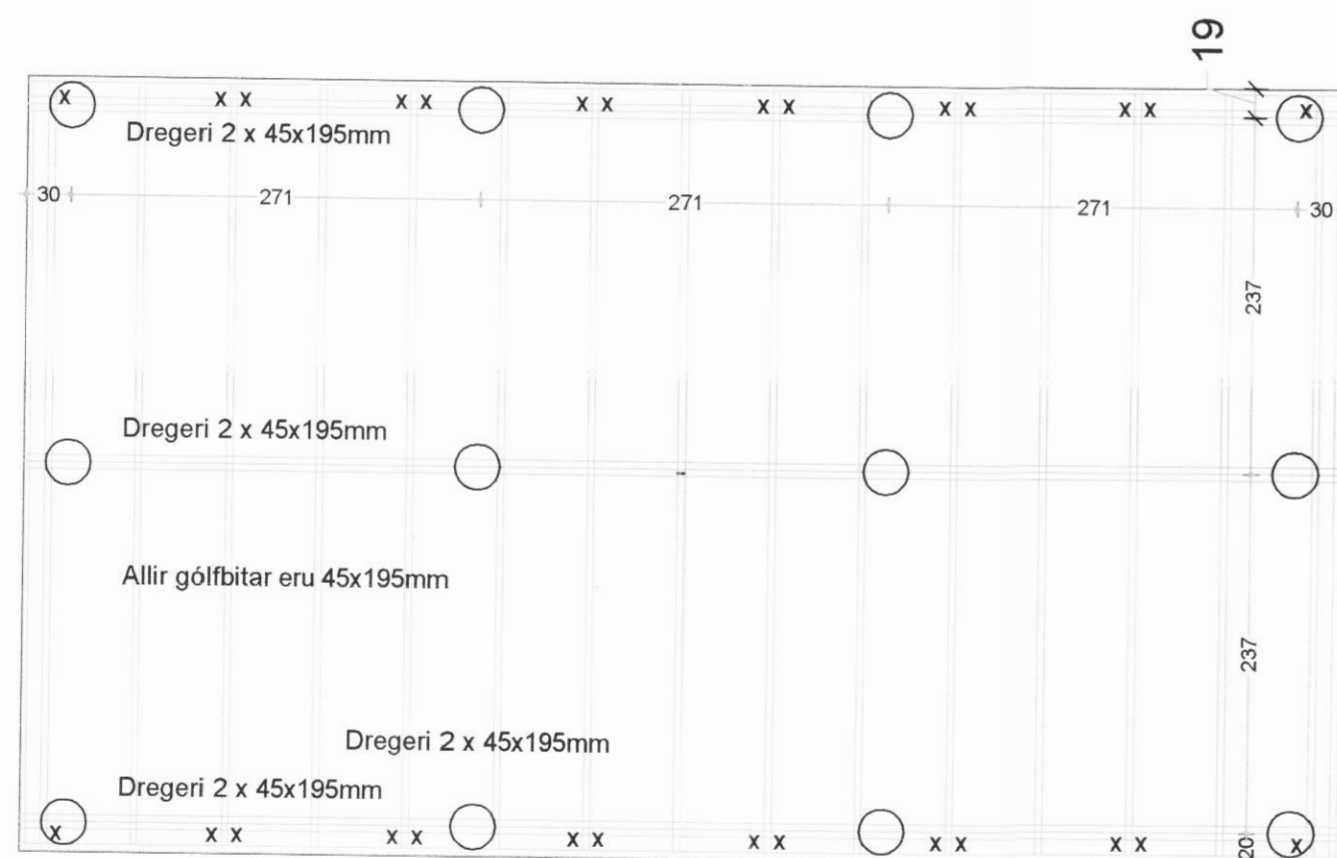 19
x x x x x x x x x x x x x x
Dregeri 2 x 45x195mm
30 271 271 271 30
237
Dregeri 2 x 45x195mm
Allir gólfbitar eru 45x195mm
237
Dregeri 2 x 45x195mm
Dregeri 2 x 45x195mm
x x x x x x x x x x x x x x
20